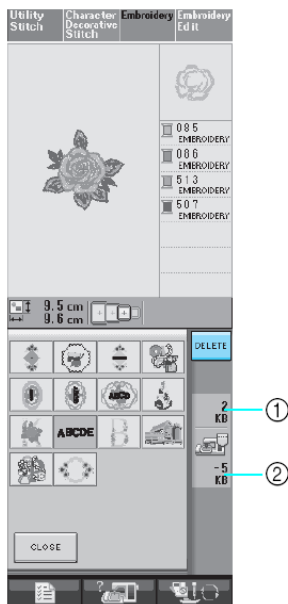 Utility
Stitch
Character
Decorative
Stitch
Embroidery
Embroidery
Edit
085
EMBROIDERY
086
EMBROIDERY
513
EMBROIDERY
507
EMBROIDERY
9.5 cm
9.6 cm
DELETE
ABCD
2
KB
①
ABCDE
B
-5
KB
②
CLOSE